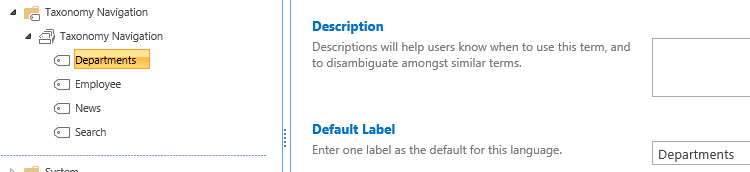 Taxonomy Navigation
Taxonomy Navigation
Departments
Employee
News
Search
System
Description
Descriptions will help users know when to use this term, and
to disambiguate amongst similar terms.
Default Label
Enter one label as the default for this language.
Departments